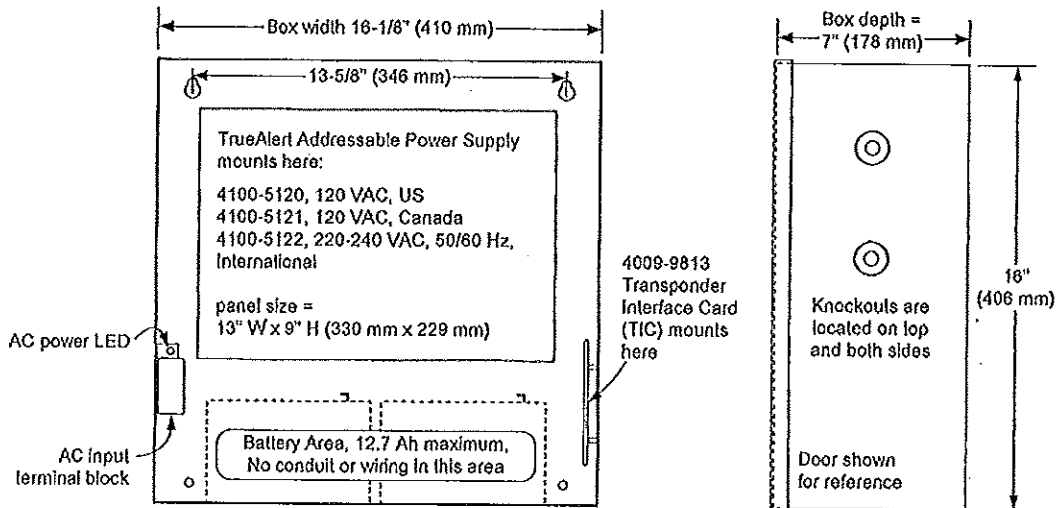 Box width 16-1/8" (410 mm)
13-5/8" (346 mm)
TrueAlert Addressable Power Supply
mounts here:
4100-5120, 120 VAC, US
4100-5121, 120 VAC, Canada
4100-5122, 220-240 VAC, 50/60 Hz,
International
panel size =
13" W x 9" H (330 mm x 229 mm)
AC power LED
AC input
terminal block
Battery Area, 12.7 Ah maximum,
No conduit or wiring in this area
4009-9813
Transponder
Interface Card
(TIC) mounts
here
Box depth =
7" (178 mm)
16"
(406 mm)
Knockouts are
located on top
and both sides
Door shown
for reference